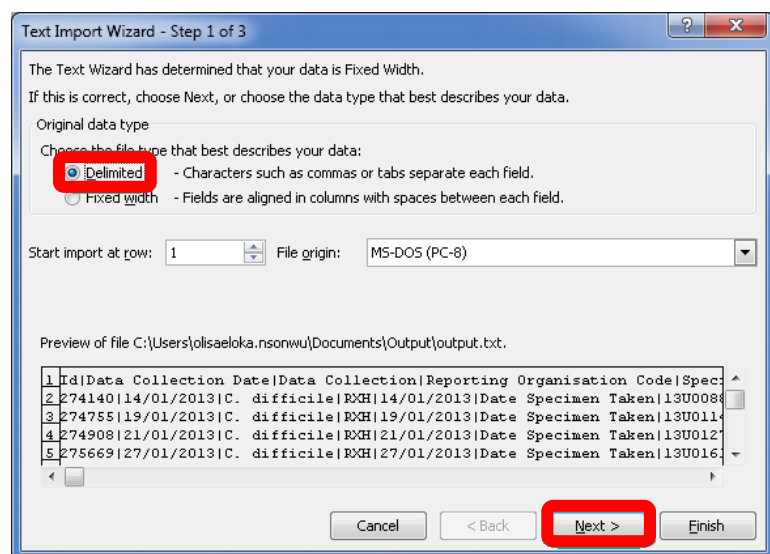 Text Import Wizard - Step 1 of 3
The Text Wizard has determined that your data is Fixed Width.
If this is correct, choose Next, or choose the data type that best describes your data.
Original data type
Choose the file type that best describes your data:
Delimited - Characters such as commas or tabs separate each field.
Fixed width - Fields are aligned in columns with spaces between each field.
Start import at row: 1 File origin: MS-DOS (PC-8)
Preview of file C:\Users\olisaeloka.nsonwu\Documents\Output\output.txt.
1 Id|Data Collection Date|Data Collection|Reporting Organisation Code|Spec
2 274140|14/01/2013|C. difficile|RXH|14/01/2013|Date Specimen Taken|13U008
3 274755|19/01/2013|C. difficile|RXH|19/01/2013|Date Specimen Taken|13U011
4 274908|21/01/2013|C. difficile|RXH|21/01/2013|Date Specimen Taken|13U012
5 275669|27/01/2013|C. difficile|RXH|27/01/2013|Date Specimen Taken|13U016
Cancel < Back Next > Finish